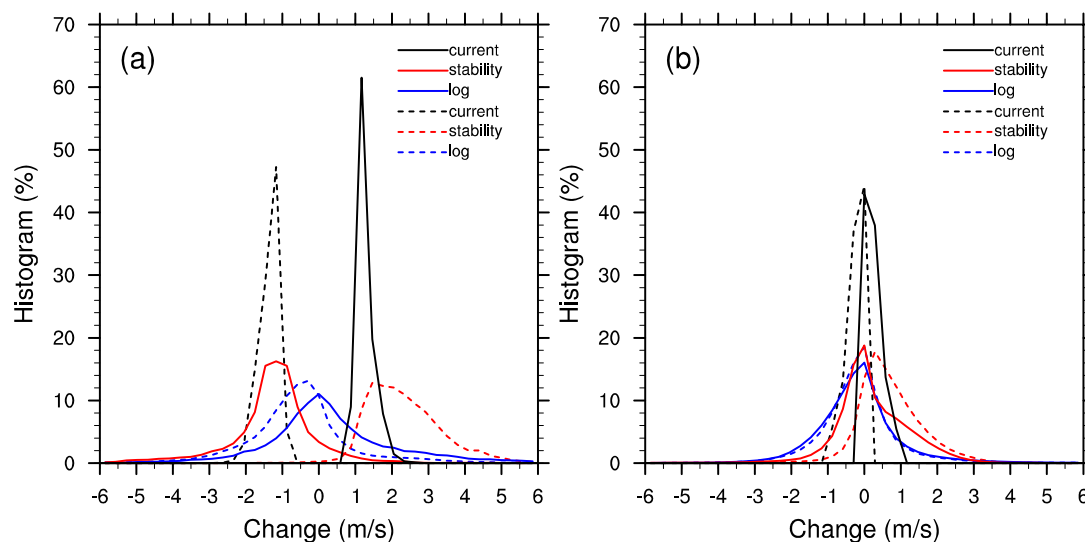 (a)
current
stability
log
current
stability
log
Histogram (%)
70
60
50
40
30
20
10
0
-6 -5 -4 -3 -2 -1 0 1 2 3 4 5 6
Change (m/s)
(b)
current
stability
log
current
stability
log
Histogram (%)
70
60
50
40
30
20
10
0
-6 -5 -4 -3 -2 -1 0 1 2 3 4 5 6
Change (m/s)